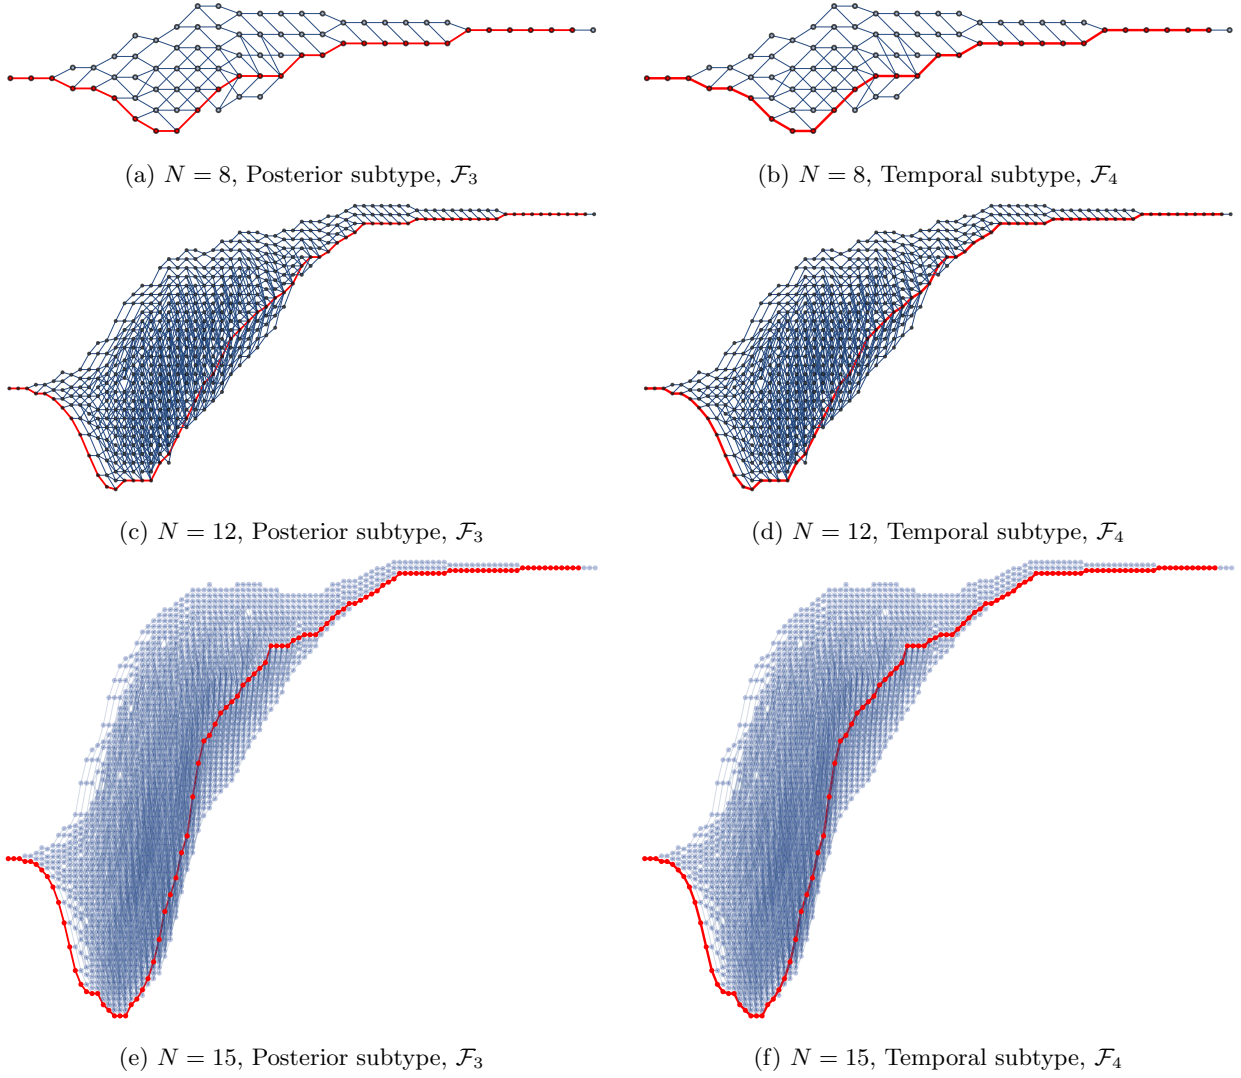 (a) N = 8, Posterior subtype, F₃
(b) N = 8, Temporal subtype, F₄
(c) N = 12, Posterior subtype, F₃
(d) N = 12, Temporal subtype, F₄
(e) N = 15, Posterior subtype, F₃
(f) N = 15, Temporal subtype, F₄